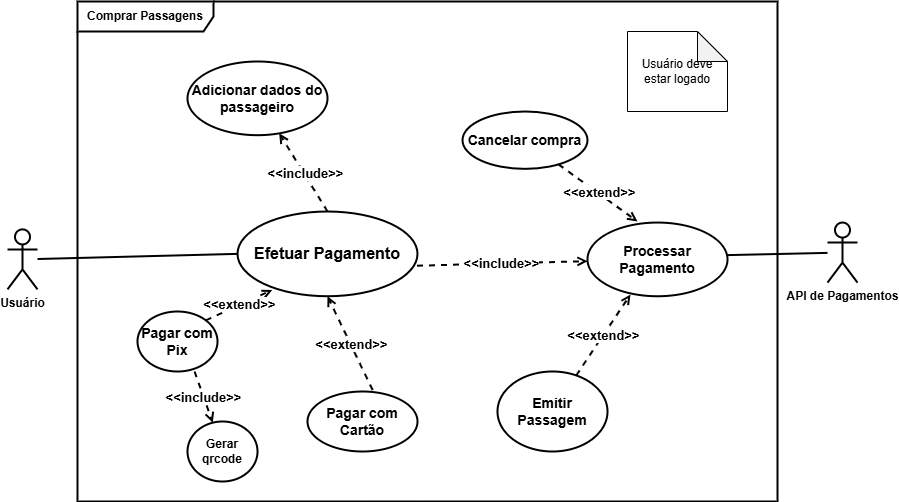 Comprar Passagens
Usuário deve
estar logado
Adicionar dados do
passageiro
Cancelar compra
<<include>>
<<extend>>
Efetuar Pagamento
Processar
Pagamento
<<include>>
Usuário
API de Pagamentos
<<extend>>
Pagar com
Pix
<<extend>>
<<extend>>
<<include>>
Pagar com
Cartão
Emitir
Passagem
Gerar
qrcode